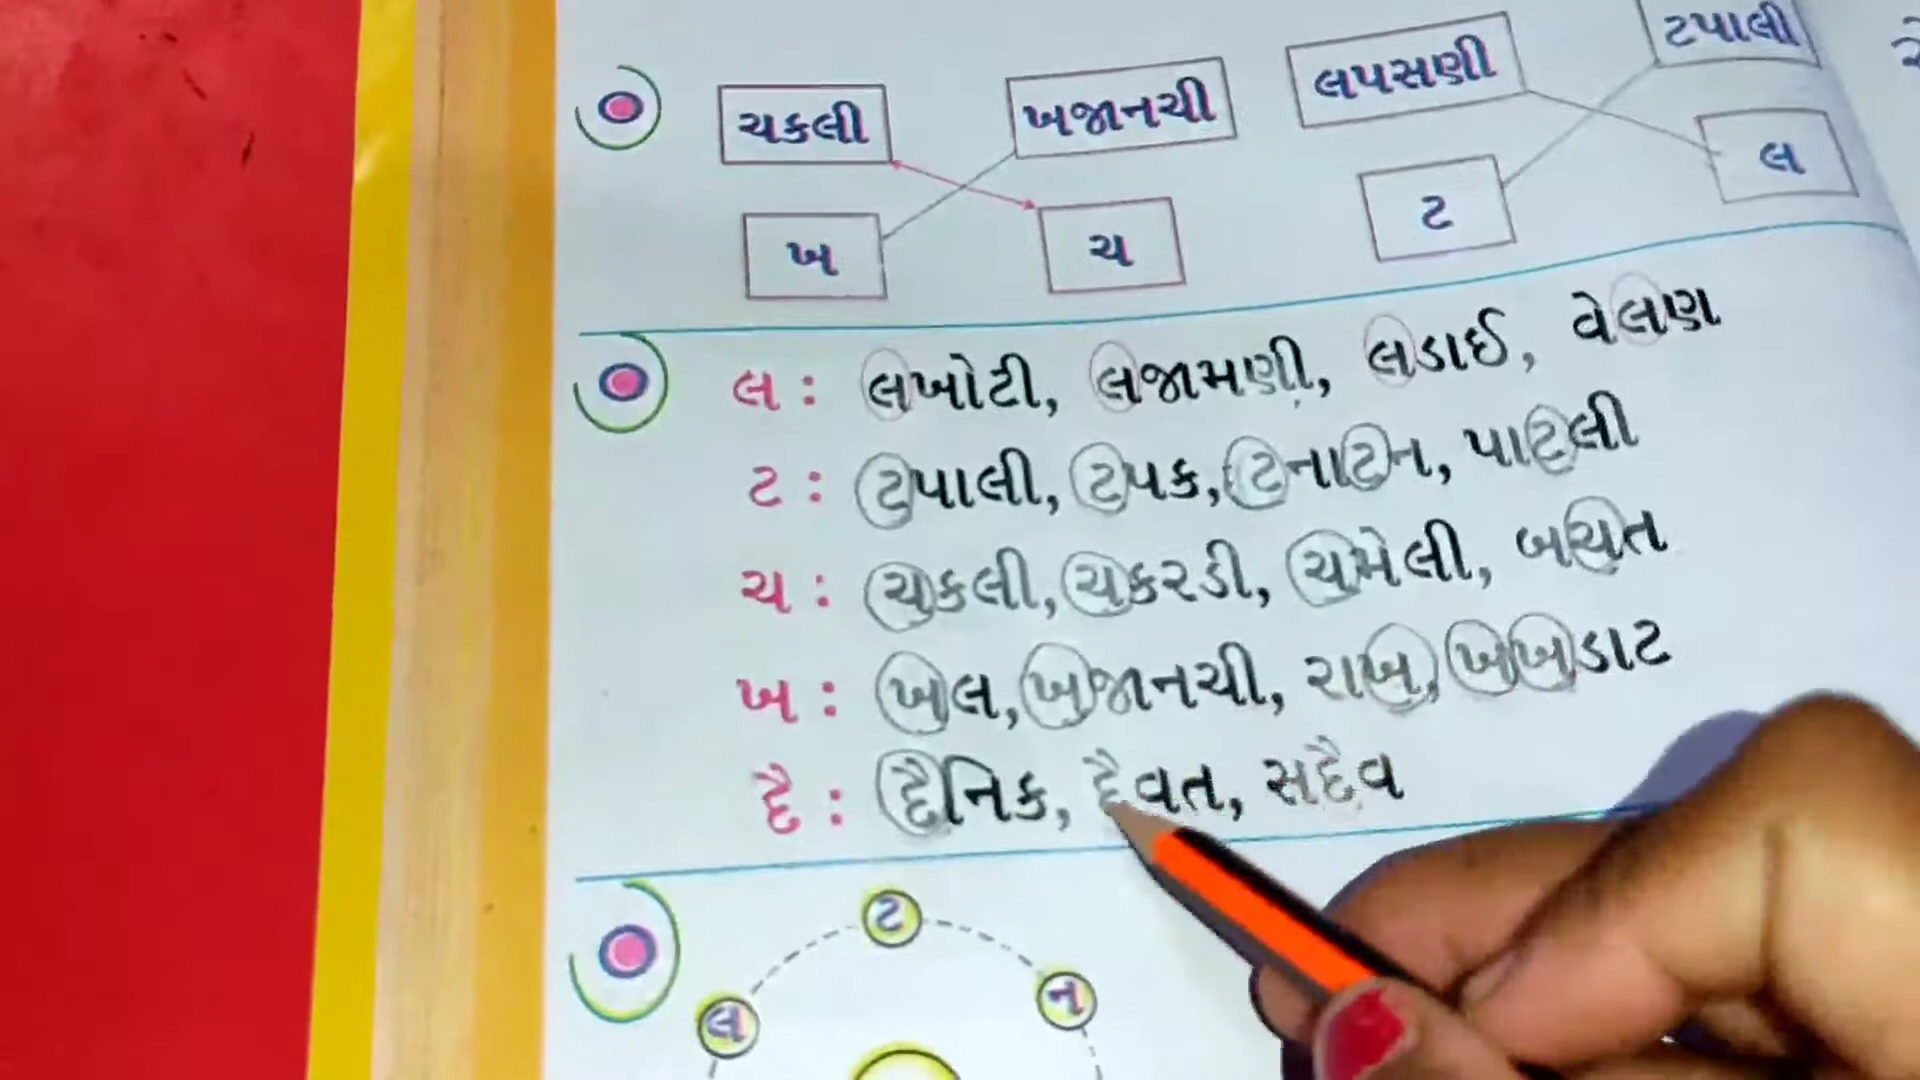 ચકલી ખજાનચી લપસણી ટપાલી
ખ ચ ટ લ
લ : લખોટી, લજામણી, લડાઈ, વેલણ
ટ : ટપાલી, ટપક, ટનાટન, પાટલી
ચ : ચકલી, ચકરડી, ચમેલી, બચત
ખ : ખલ, ખજાનચી, રાખ, ખખડાટ
દૈ : દૈનિક, દૈવત, સદૈવ
ટ
લ ન